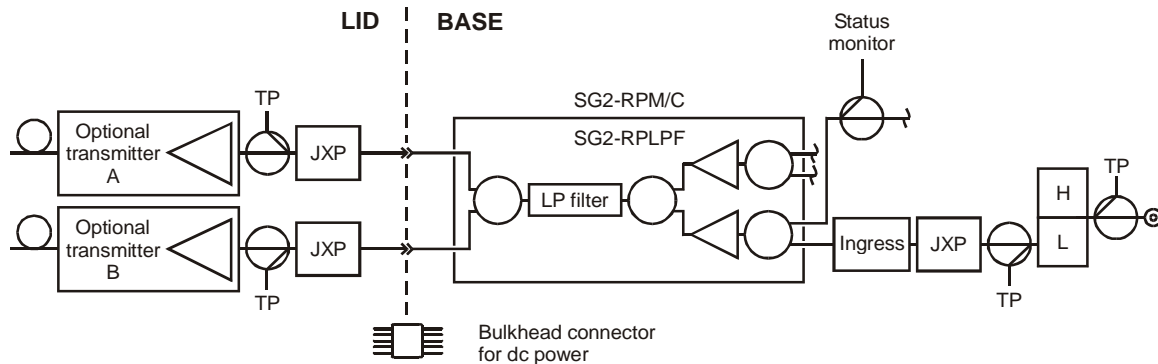 LID
BASE
Status
monitor
SG2-RPM/C
SG2-RPLPF
TP
Optional
transmitter
A
JXP
LP filter
TP
H
L
Optional
transmitter
B
JXP
TP
Ingress
JXP
TP
Bulkhead connector
for dc power